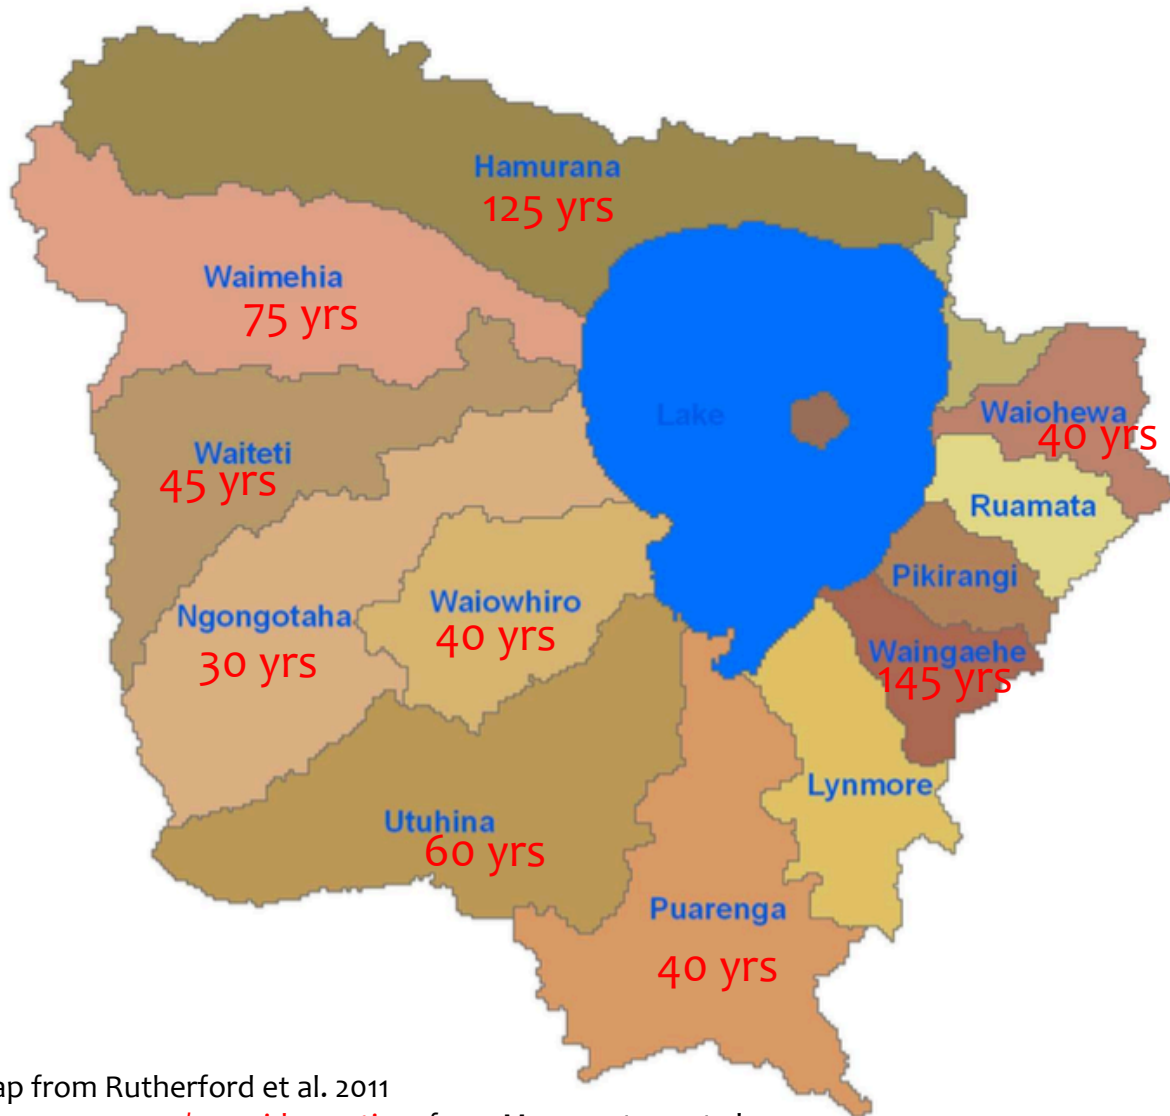 Hamurana
125 yrs
Waimehia
75 yrs
Lake
Waiohewa
40 yrs
Waiteti
45 yrs
Ruamata
Pikirangi
Ngongotaha
30 yrs
Waiowhiro
40 yrs
Waingaehe
145 yrs
Lynmore
Utuhina
60 yrs
Puarenga
40 yrs
ap from Rutherford et al. 2011